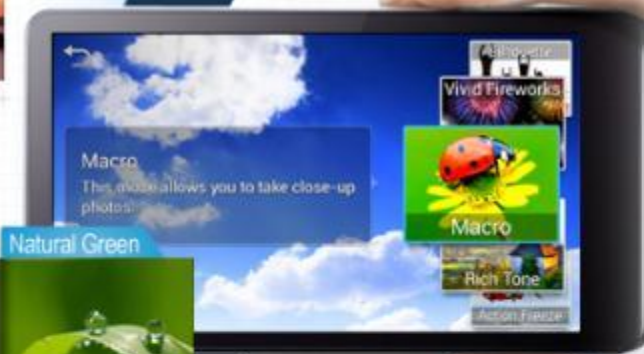 Silhouette
Vivid Fireworks
Macro
This mode allows you to take close-up
photos.
Macro
Natural Green
Rich Tone
Action Freeze